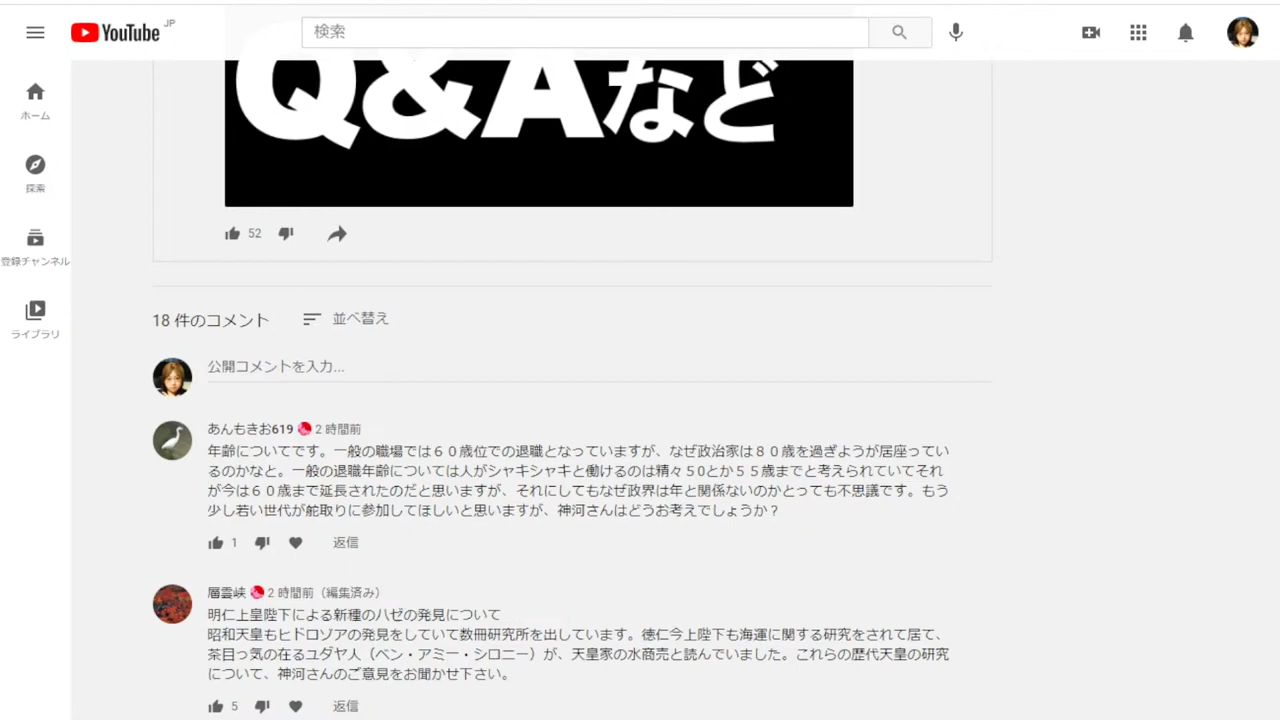 YouTube JP
検索
Q&Aなど
ホーム
探索
登録チャンネル
ライブラリ
52
18 件のコメント
並べ替え
公開コメントを入力...
あんもきお619 2 時間前
年齢についてです。一般の職場では６０歳位での退職となっていますが、なぜ政治家は８０歳を過ぎようが居座ってい
るのかなと。一般の退職年齢については人がシャキシャキと働けるのは精々５0とか５５歳までと考えられていてそれ
が今は６０歳まで延長されたのだと思いますが、それにしてもなぜ政界は年と関係ないのかとっても不思議です。もう
少し若い世代が舵取りに参加してほしいと思いますが、神河さんはどうお考えでしょうか？
1
返信
層雲峡 2 時間前（編集済み）
明仁上皇陛下による新種のハゼの発見について
昭和天皇もヒドロゾアの発見をしていて数冊研究所を出しています。徳仁今上陛下も海運に関する研究をされて居て、
茶目っ気の在るユダヤ人（ベン・アミー・シロニー）が、天皇家の水商売と読んでいました。これらの歴代天皇の研究
について、神河さんのご意見をお聞かせ下さい。
5
返信